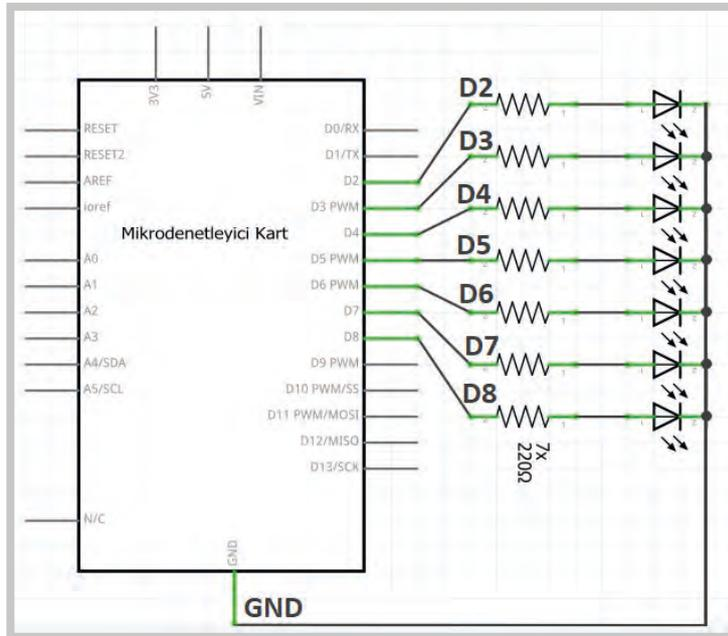 3V3
5V
VIN
RESET
RESET2
AREF
ioref
A0
A1
A2
A3
A4/SDA
A5/SCL
N/C
Mikrodenetleyici Kart
D0/RX
D1/TX
D2
D3 PWM
D4
D5 PWM
D6 PWM
D7
D8
D9 PWM
D10 PWM/SS
D11 PWM/MOSI
D12/MISO
D13/SCK
GND
GND
D2
D3
D4
D5
D6
D7
D8
7x
220Ω